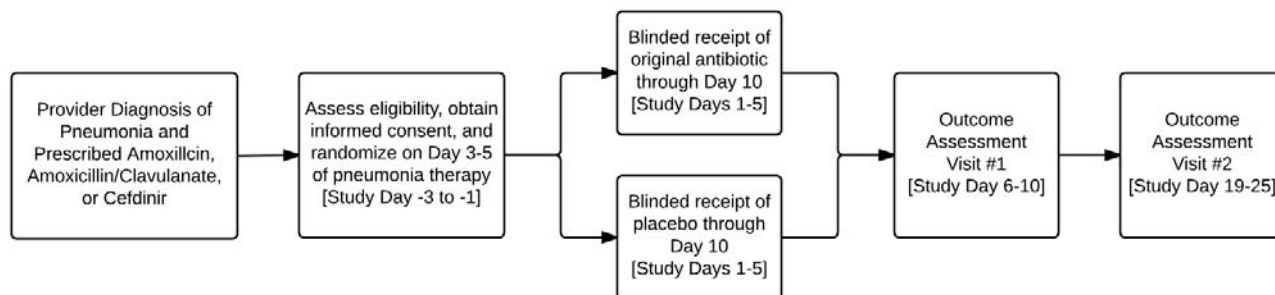 Provider Diagnosis of
Pneumonia and
Prescribed Amoxillcin,
Amoxicillin/Clavulanate,
or Cefdinir
Assess eligibility, obtain
informed consent, and
randomize on Day 3-5
of pneumonia therapy
[Study Day -3 to -1]
Blinded receipt of
original antibiotic
through Day 10
[Study Days 1-5]
Blinded receipt of
placebo through
Day 10
[Study Days 1-5]
Outcome
Assessment
Visit #1
[Study Day 6-10]
Outcome
Assessment
Visit #2
[Study Day 19-25]